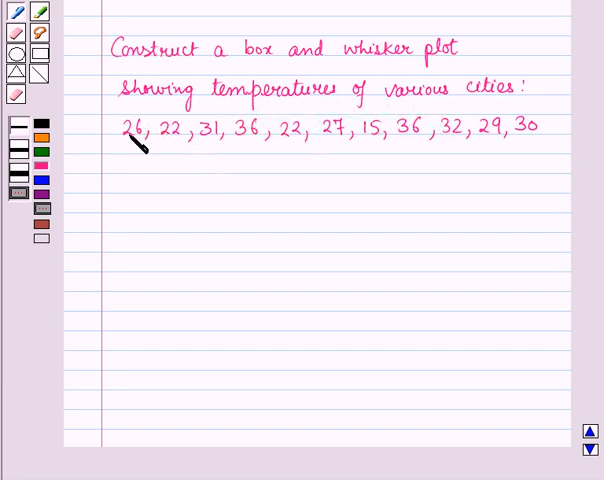 Construct a box and whisker plot
showing temperatures of various cities:
26, 22, 31, 36, 22, 27, 15, 36, 32, 29, 30